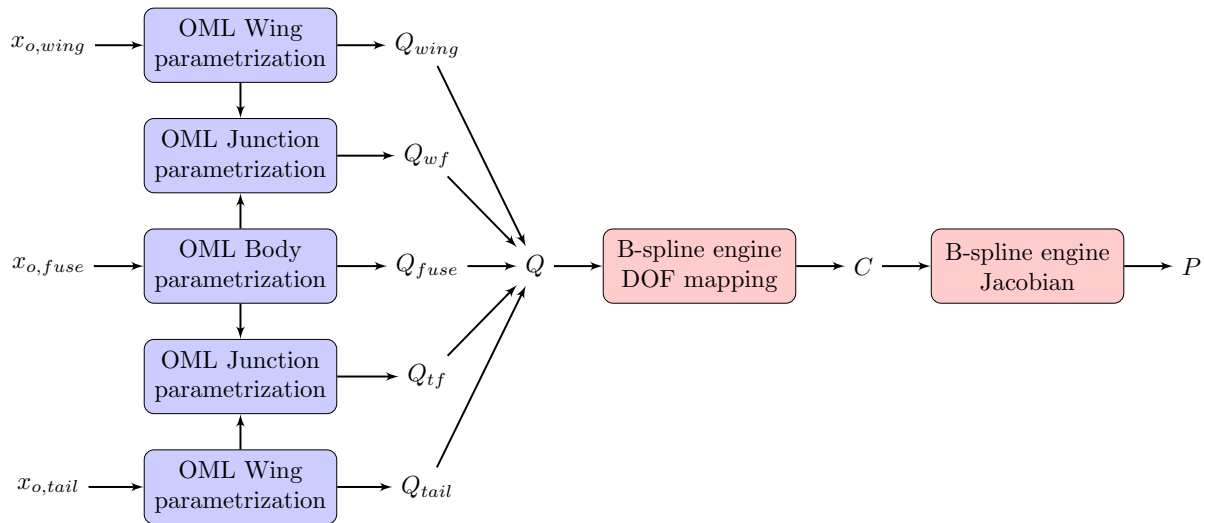 x_{o,wing}
OML Wing
parametrization
Q_{wing}
OML Junction
parametrization
Q_{wf}
x_{o,fuse}
OML Body
parametrization
Q_{fuse}
Q
B-spline engine
DOF mapping
C
B-spline engine
Jacobian
P
OML Junction
parametrization
Q_{tf}
x_{o,tail}
OML Wing
parametrization
Q_{tail}